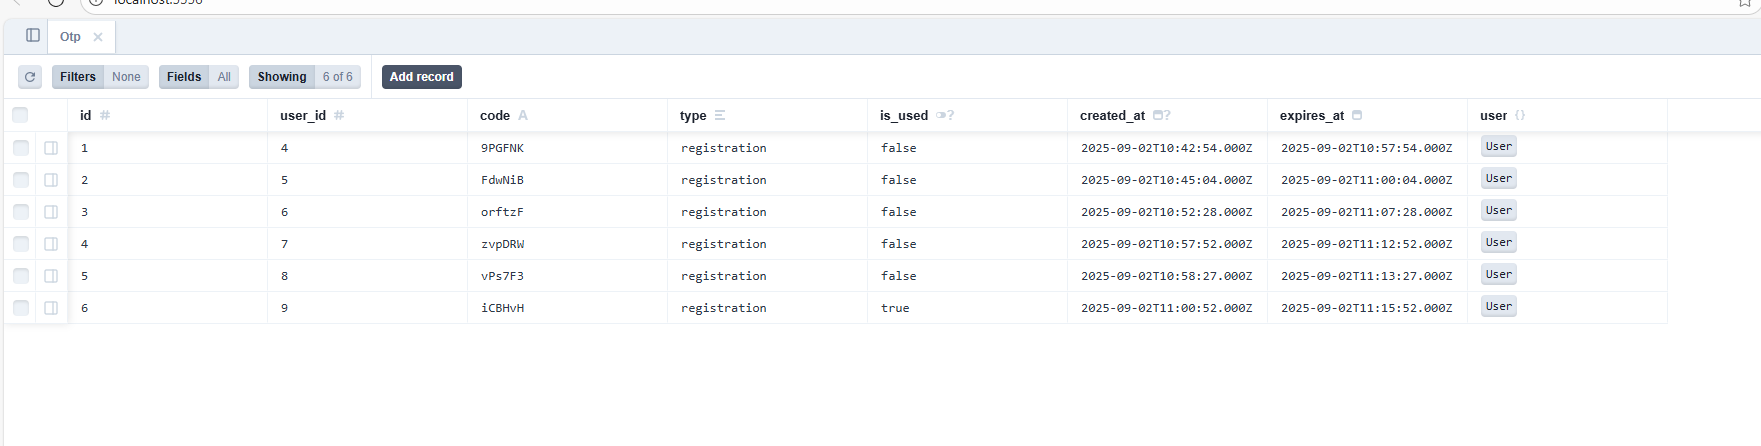 Otp
Filters None Fields All Showing 6 of 6 Add record
id user_id code type is_used created_at expires_at user
1 4 9PGFNK registration false 2025-09-02T10:42:54.000Z 2025-09-02T10:57:54.000Z User
2 5 FdwNiB registration false 2025-09-02T10:45:04.000Z 2025-09-02T11:00:04.000Z User
3 6 orftzF registration false 2025-09-02T10:52:28.000Z 2025-09-02T11:07:28.000Z User
4 7 zvpDRW registration false 2025-09-02T10:57:52.000Z 2025-09-02T11:12:52.000Z User
5 8 vPs7F3 registration false 2025-09-02T10:58:27.000Z 2025-09-02T11:13:27.000Z User
6 9 iCBHvH registration true 2025-09-02T11:00:52.000Z 2025-09-02T11:15:52.000Z User